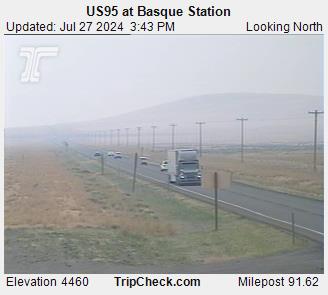 US95 at Basque Station
Updated: Jul 27 2024 3:43 PM Looking North
Elevation 4460 TripCheck.com Milepost 91.62